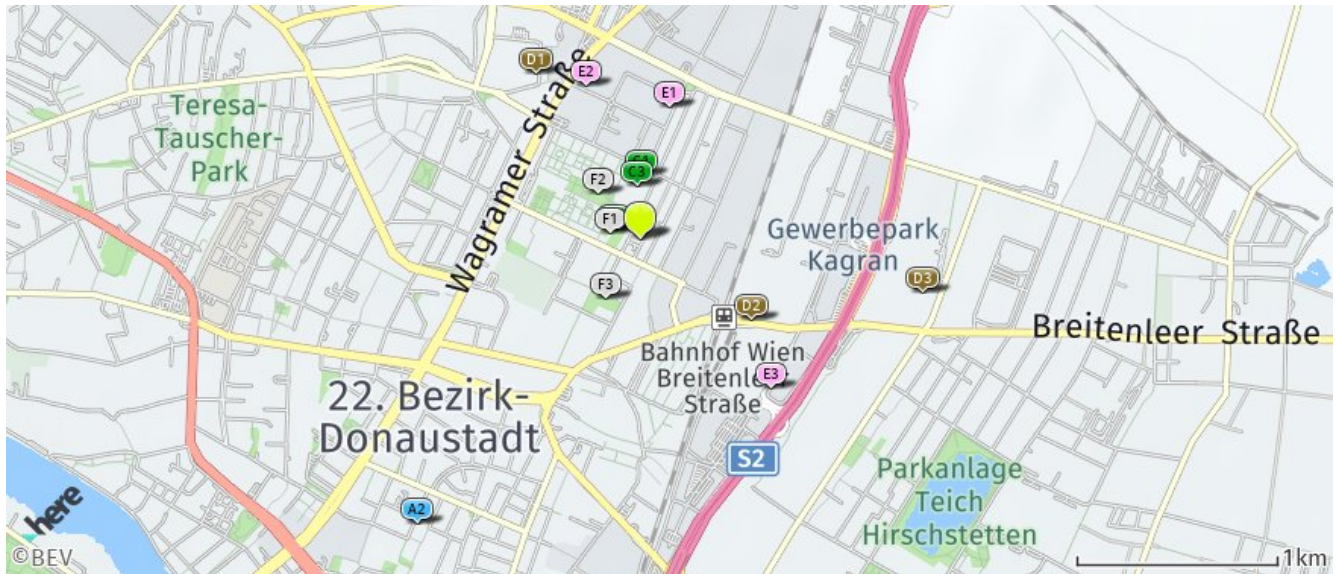 D1
E2
E1
Teresa-
Tauscher-
Park
Wagramer Straße
C3
F2
F1
Gewerbepark
Kagran
D3
F3
D2
Breitenleer Straße
Bahnhof Wien
Breitenleer
Straße
E3
22. Bezirk-
Donaustadt
S2
Parkanlage
Teich
Hirschstetten
A2
here
©BEV
1km